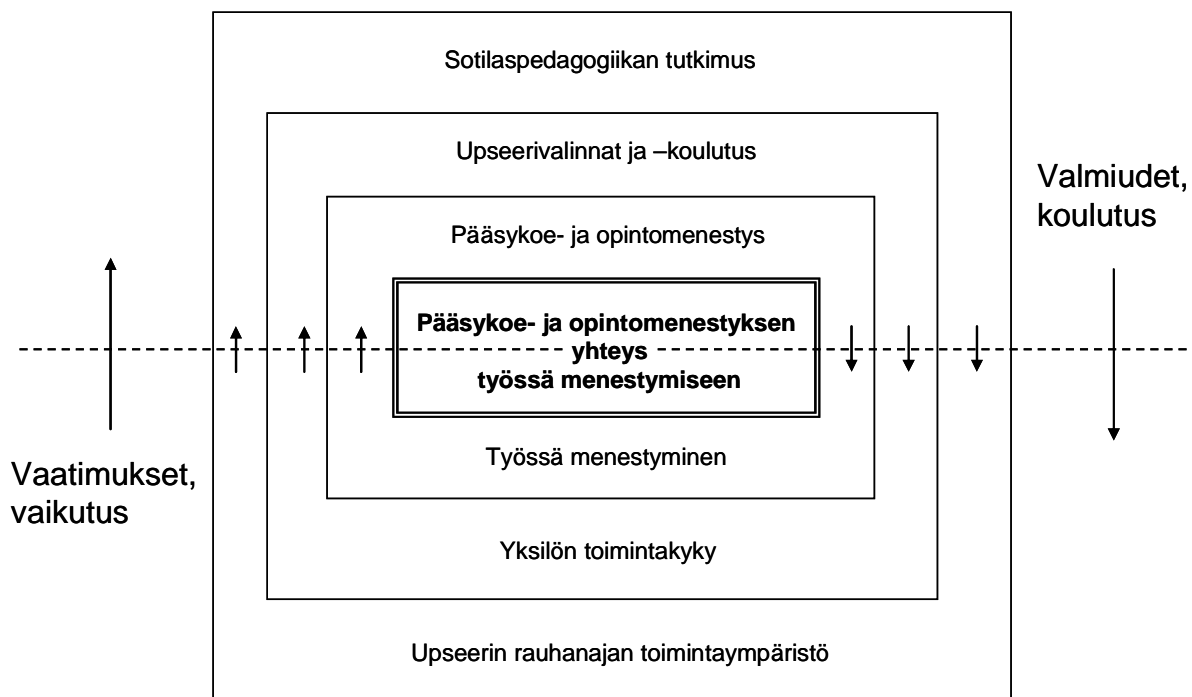 Sotilaspedagogiikan tutkimus
Upseerivalinnat ja –koulutus
Valmiudet,
koulutus
Pääsykoe- ja opintomenestys
Pääsykoe- ja opintomenestyksen
yhteys
työssä menestymiseen
Työssä menestyminen
Vaatimukset,
vaikutus
Yksilön toimintakyky
Upseerin rauhanajan toimintaympäristö